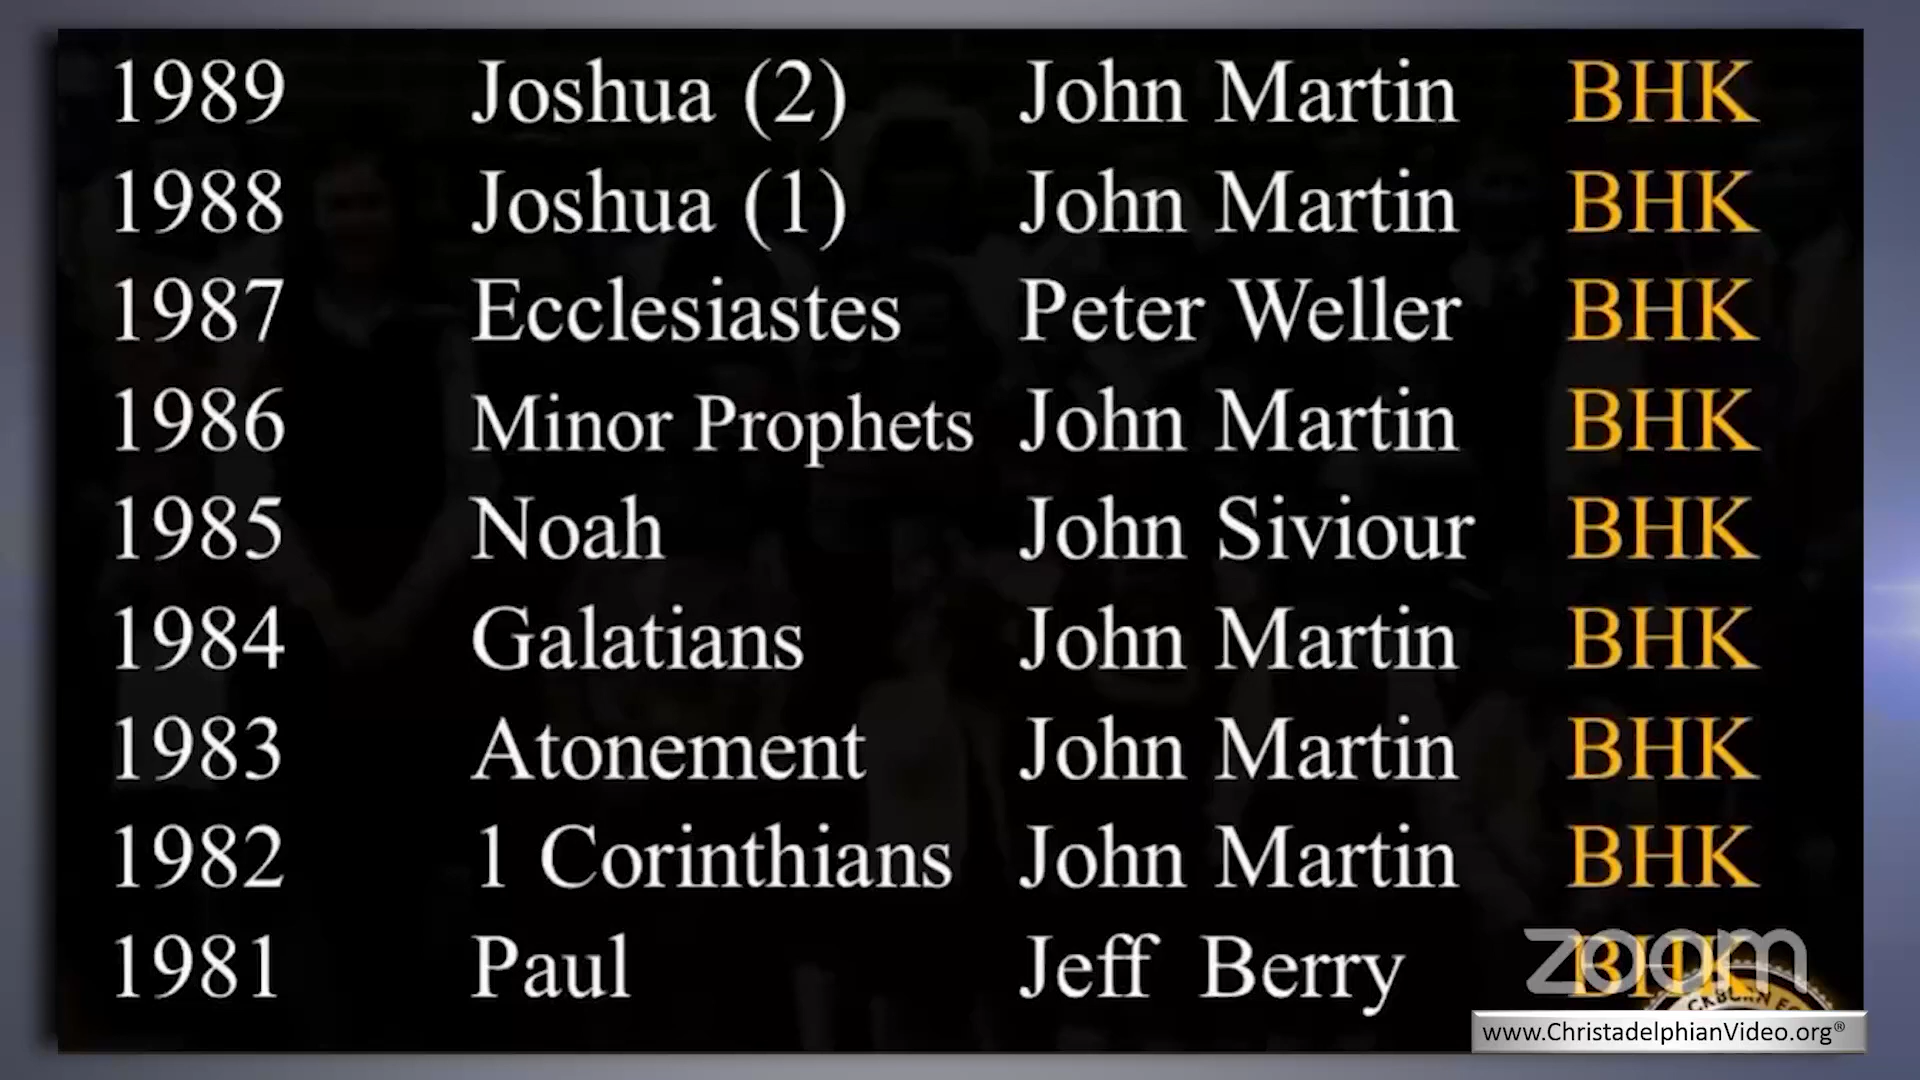 1989 Joshua (2) John Martin BHK
1988 Joshua (1) John Martin BHK
1987 Ecclesiastes Peter Weller BHK
1986 Minor Prophets John Martin BHK
1985 Noah John Siviour BHK
1984 Galatians John Martin BHK
1983 Atonement John Martin BHK
1982 1 Corinthians John Martin BHK
1981 Paul Jeff Berry BHK
zoom
www.ChristadelphianVideo.org®